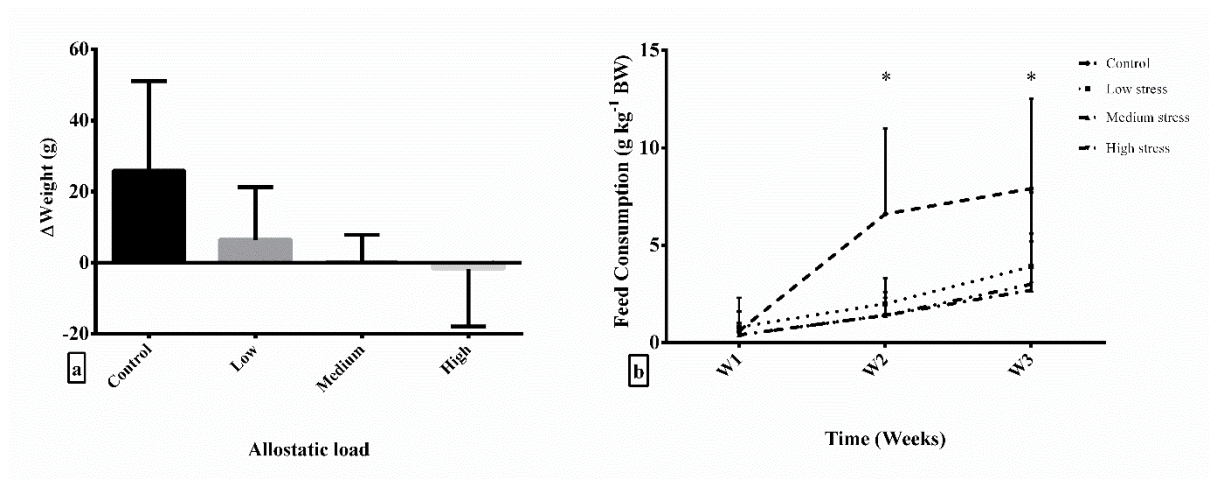 60
40
20
0
-20
ΔWeight (g)
Control
Low
Medium
High
a
Allostatic load
15
10
5
0
Feed Consumption (g kg⁻¹ BW)
*
*
Control
Low stress
Medium stress
High stress
W1
W2
W3
b
Time (Weeks)